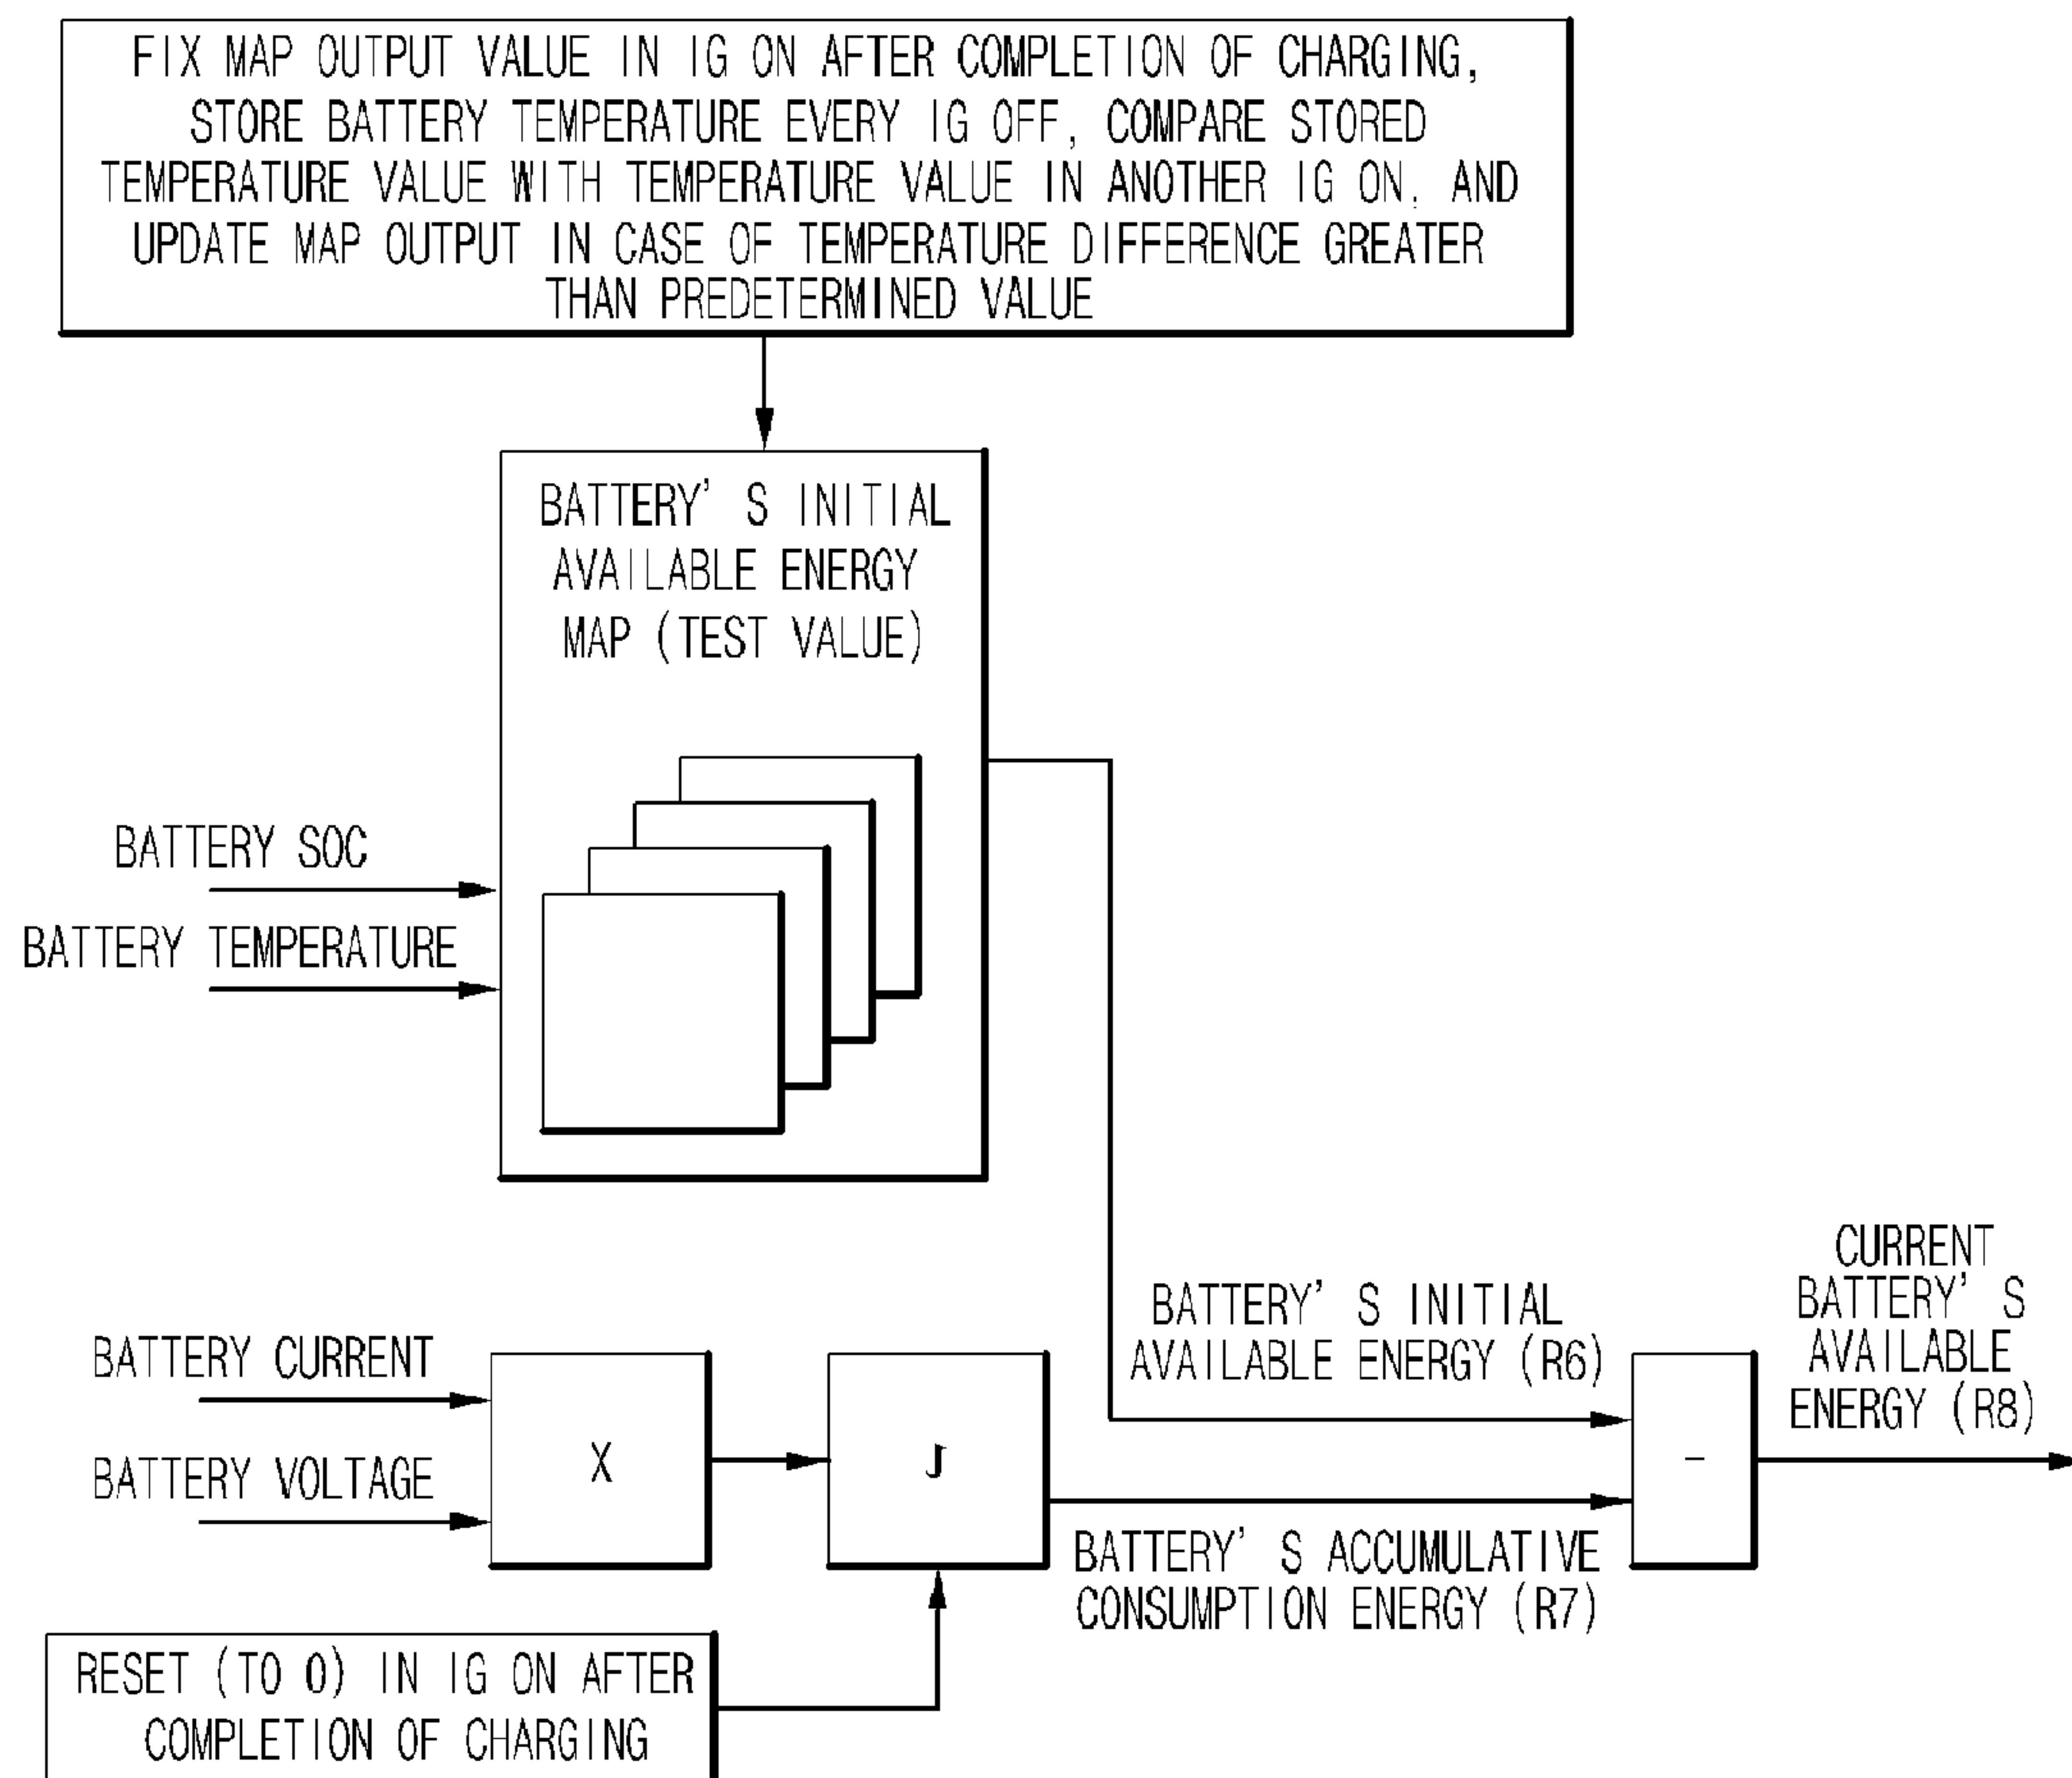 FIX MAP OUTPUT VALUE IN IG ON AFTER COMPLETION OF CHARGING,
STORE BATTERY TEMPERATURE EVERY IG OFF, COMPARE STORED
TEMPERATURE VALUE WITH TEMPERATURE VALUE IN ANOTHER IG ON, AND
UPDATE MAP OUTPUT IN CASE OF TEMPERATURE DIFFERENCE GREATER
THAN PREDETERMINED VALUE
BATTERY' S INITIAL
AVAILABLE ENERGY
MAP (TEST VALUE)
BATTERY SOC
BATTERY TEMPERATURE
BATTERY CURRENT
BATTERY VOLTAGE
X
J
BATTERY' S INITIAL
AVAILABLE ENERGY (R6)
BATTERY' S ACCUMULATIVE
CONSUMPTION ENERGY (R7)
−
CURRENT
BATTERY' S
AVAILABLE
ENERGY (R8)
RESET (TO 0) IN IG ON AFTER
COMPLETION OF CHARGING